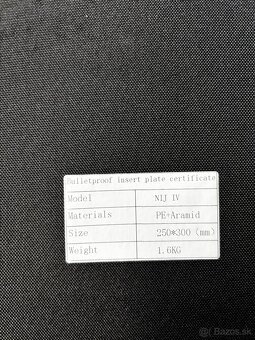 Bulletproof insert plate certificate
Model NIJ IV
Materials PE+Aramid
Size 250*300 (mm)
Weight 1.6KG
Bazos.sk